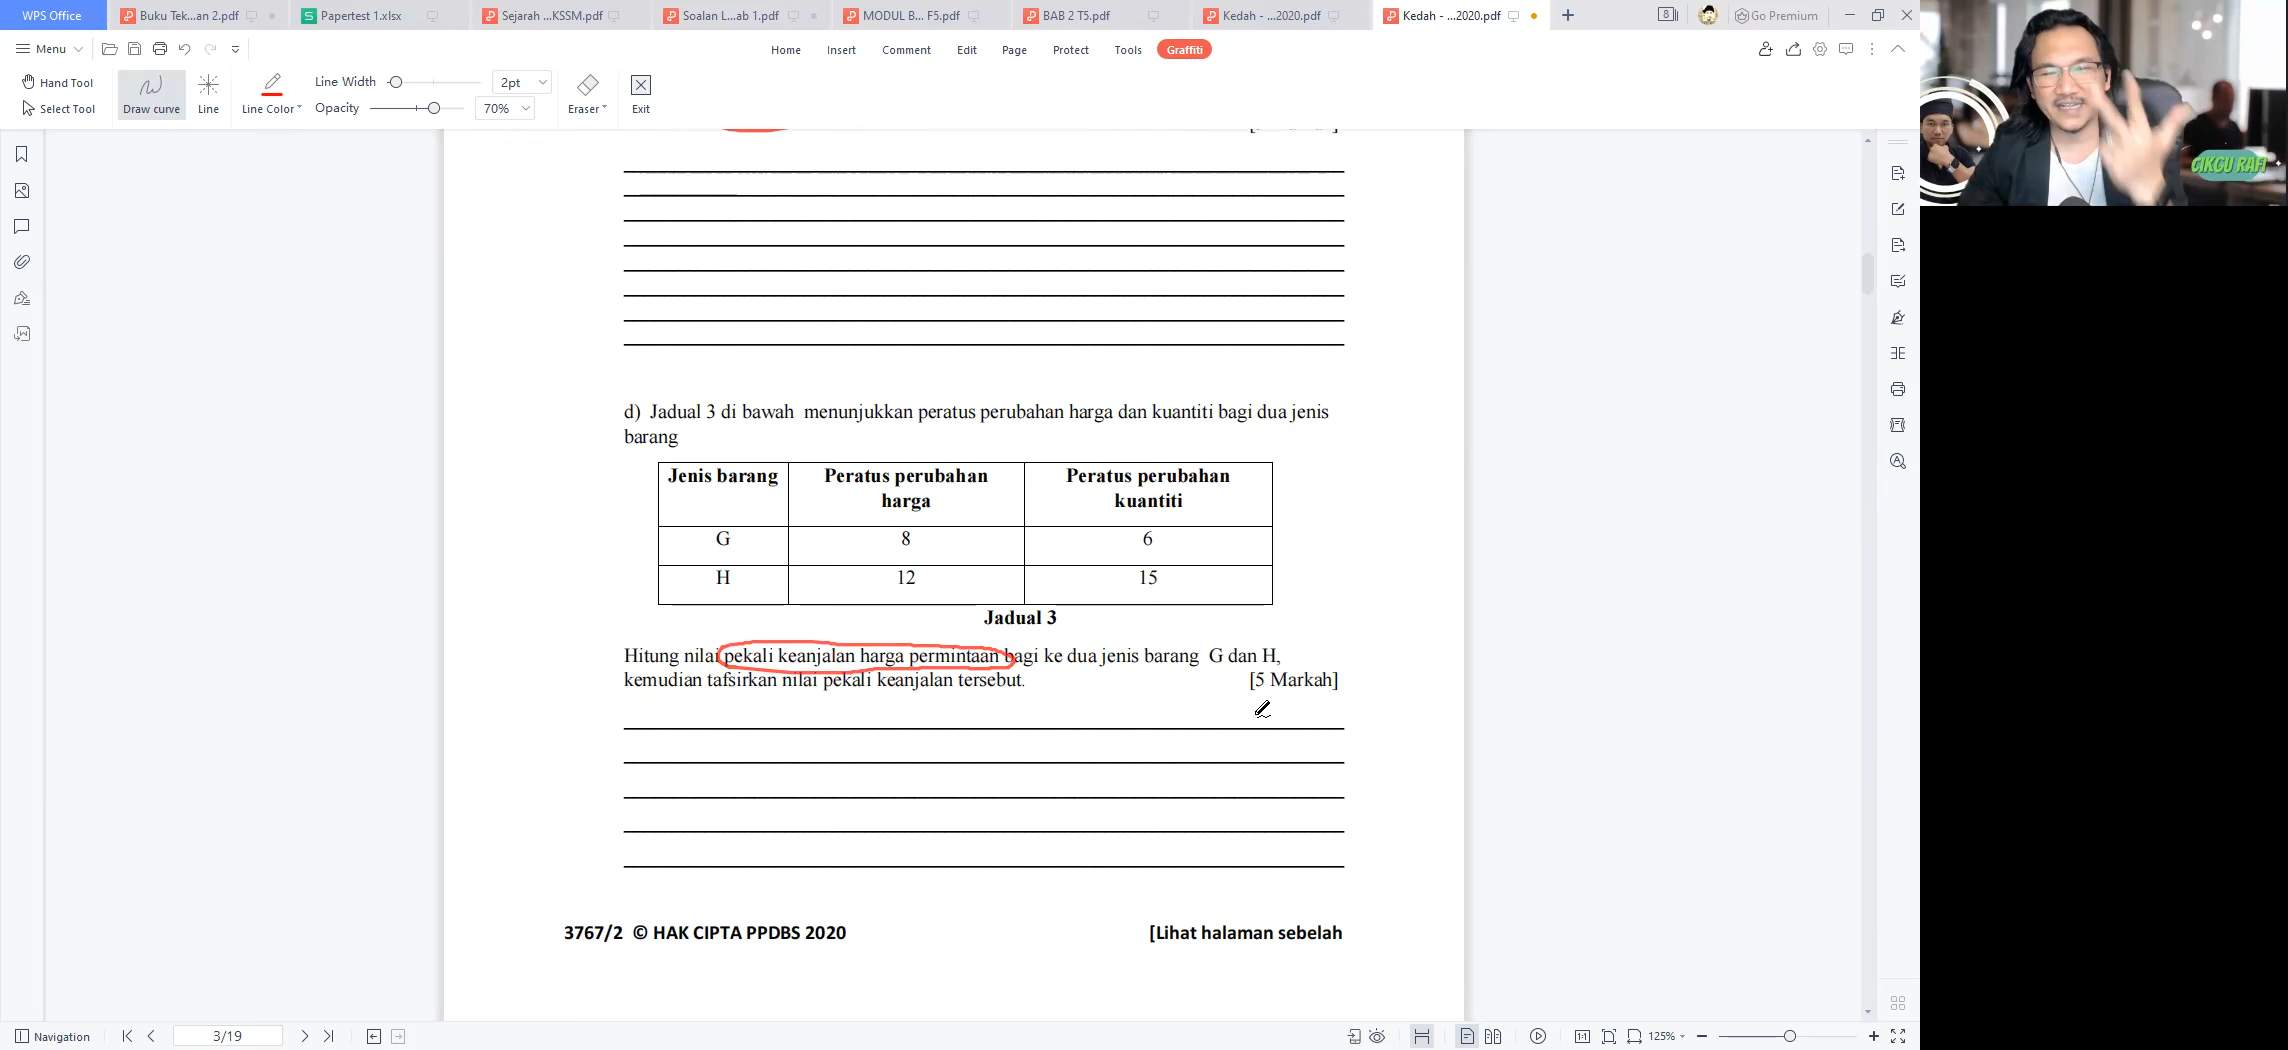 WPS Office
Buku Tek...an 2.pdf
Papertest 1.xlsx
Sejarah ...KSSM.pdf
Soalan L...ab 1.pdf
MODUL B... F5.pdf
BAB 2 T5.pdf
Kedah - ...2020.pdf
Kedah - ...2020.pdf
8
Go Premium
Menu
Home
Insert
Comment
Edit
Page
Protect
Tools
Graffiti
Hand Tool
Select Tool
Draw curve
Line
Line Color
Line Width
2pt
Opacity
70%
Eraser
Exit
CIKGU RAFI
d) Jadual 3 di bawah menunjukkan peratus perubahan harga dan kuantiti bagi dua jenis
barang
Jenis barang
Peratus perubahan
harga
Peratus perubahan
kuantiti
G 8 6
H 12 15
Jadual 3
Hitung nilai pekali keanjalan harga permintaan bagi ke dua jenis barang G dan H,
kemudian tafsirkan nilai pekali keanjalan tersebut. [5 Markah]
3767/2 © HAK CIPTA PPDBS 2020
[Lihat halaman sebelah
Navigation
3/19
1:1
125%